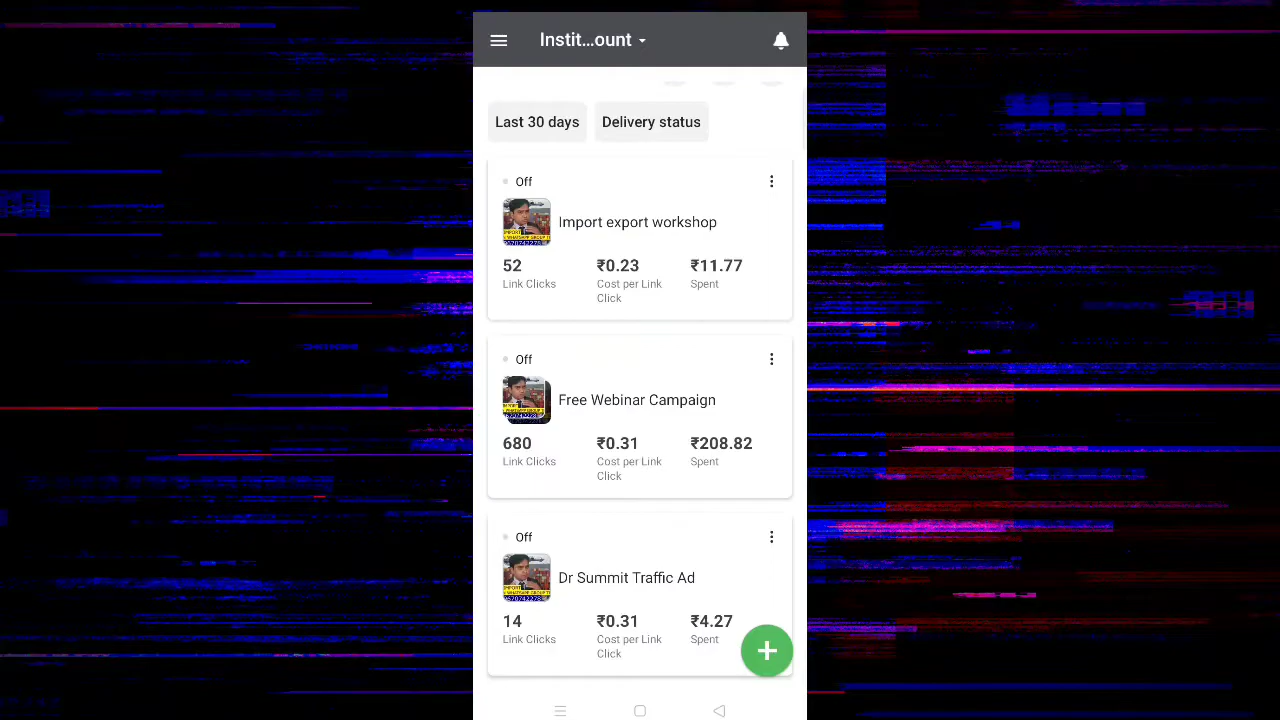 Instit...ount
Last 30 days
Delivery status
Off
Import export workshop
52
₹0.23
₹11.77
Link Clicks
Cost per Link Click
Spent
Off
Free Webinar Campaign
680
₹0.31
₹208.82
Link Clicks
Cost per Link Click
Spent
Off
Dr Summit Traffic Ad
14
₹0.31
₹4.27
Link Clicks
Cost per Link Click
Spent